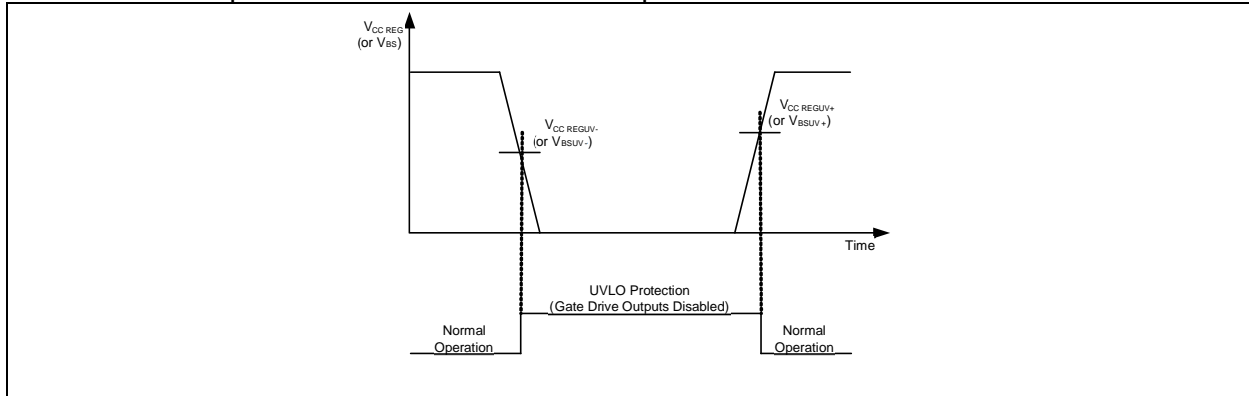 VCC REG
(or VBS)
VCC REGUV-
(or VBSUV-)
VCC REGUV+
(or VBSUV+)
Time
UVLO Protection
(Gate Drive Outputs Disabled)
Normal
Operation
Normal
Operation